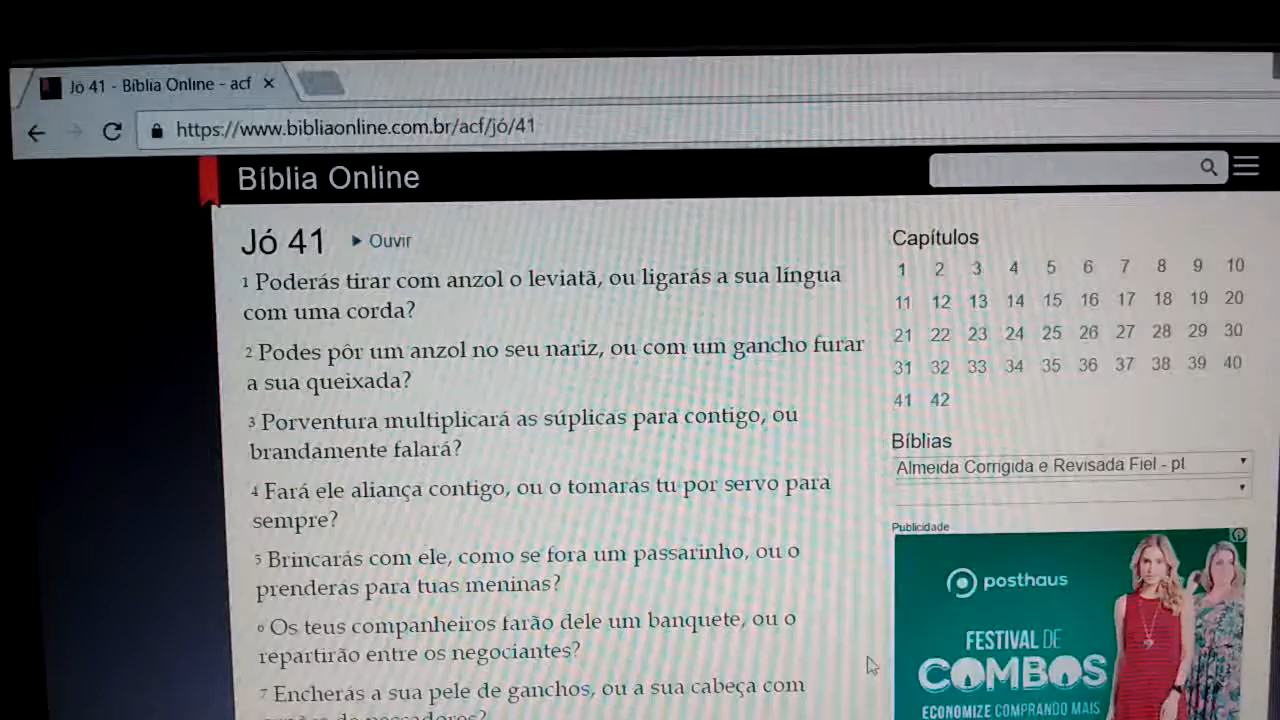 Jó 41 - Bíblia Online - acf
https://www.bibliaonline.com.br/acf/jó/41
Bíblia Online
Jó 41 Ouvir
1 Poderás tirar com anzol o leviatã, ou ligarás a sua língua
com uma corda?
2 Podes pôr um anzol no seu nariz, ou com um gancho furar
a sua queixada?
3 Porventura multiplicará as súplicas para contigo, ou
brandamente falará?
4 Fará ele aliança contigo, ou o tomarás tu por servo para
sempre?
5 Brincarás com ele, como se fora um passarinho, ou o
prenderás para tuas meninas?
6 Os teus companheiros farão dele um banquete, ou o
repartirão entre os negociantes?
7 Encherás a sua pele de ganchos, ou a sua cabeça com
Capítulos
1 2 3 4 5 6 7 8 9 10
11 12 13 14 15 16 17 18 19 20
21 22 23 24 25 26 27 28 29 30
31 32 33 34 35 36 37 38 39 40
41 42
Bíblias
Almeida Corrigida e Revisada Fiel - pt
Publicidade
posthaus
FESTIVAL DE
COMBOS
ECONOMIZE COMPRANDO MAIS